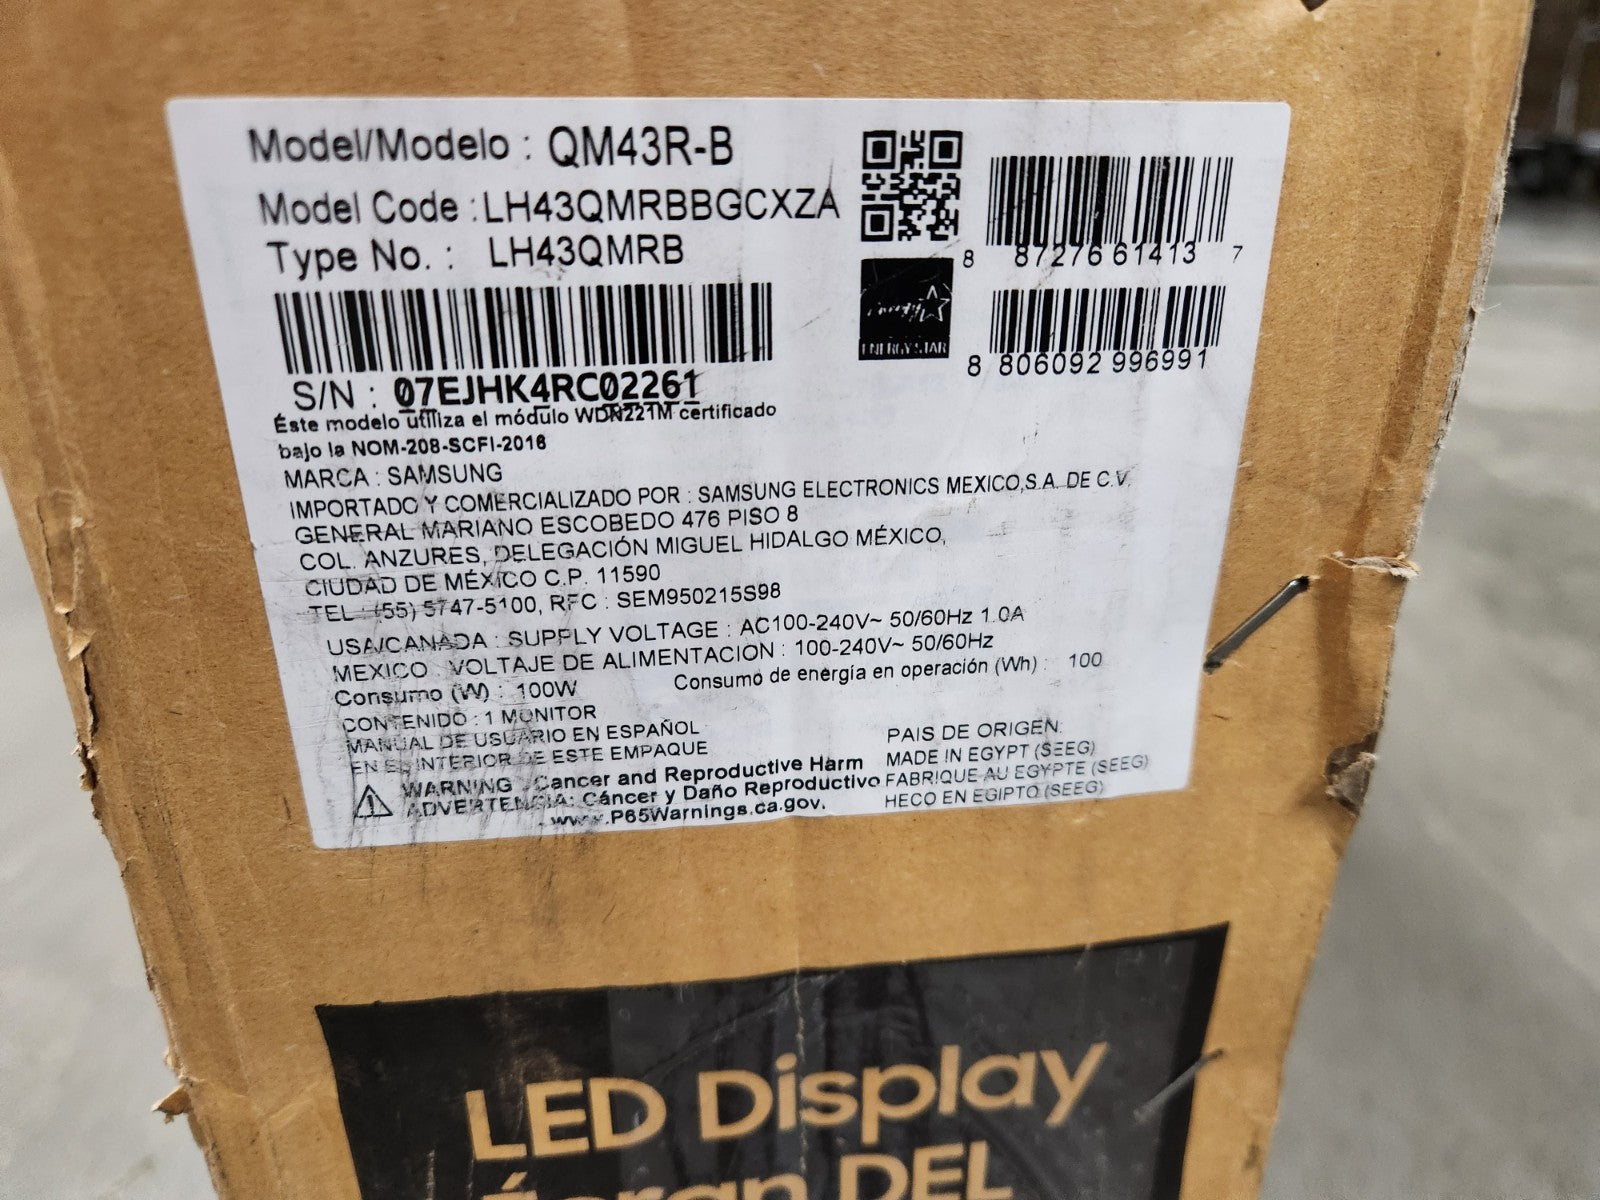 Model/Modelo : QM43R-B
Model Code : LH43QMRBBGCXZA
Type No. : LH43QMRB
8 87276 61413 7
energy
ENERGY STAR
8 806092 996991
S/N : 07EJHK4RC02261
Éste modelo utiliza el módulo WDN221M certificado
bajo la NOM-208-SCFI-2016
MARCA : SAMSUNG
IMPORTADO Y COMERCIALIZADO POR : SAMSUNG ELECTRONICS MEXICO,S.A. DE C.V.
GENERAL MARIANO ESCOBEDO 476 PISO 8
COL. ANZURES, DELEGACIÓN MIGUEL HIDALGO MÉXICO,
CIUDAD DE MÉXICO C.P. 11590
TEL : (55) 5747-5100, RFC : SEM950215S98
USA/CANADA : SUPPLY VOLTAGE : AC100-240V~ 50/60Hz 1.0A
MEXICO : VOLTAJE DE ALIMENTACION : 100-240V~ 50/60Hz
Consumo (W) : 100W Consumo de energía en operación (Wh) : 100
CONTENIDO : 1 MONITOR
MANUAL DE USUARIO EN ESPAÑOL
EN EL INTERIOR DE ESTE EMPAQUE
PAIS DE ORIGEN:
MADE IN EGYPT (SEEG)
FABRIQUE AU EGYPTE (SEEG)
HECO EN EGIPTO (SEEG)
WARNING : Cancer and Reproductive Harm
ADVERTENCIA: Cáncer y Daño Reproductivo
- www.P65Warnings.ca.gov.
LED Display
Écran DEL